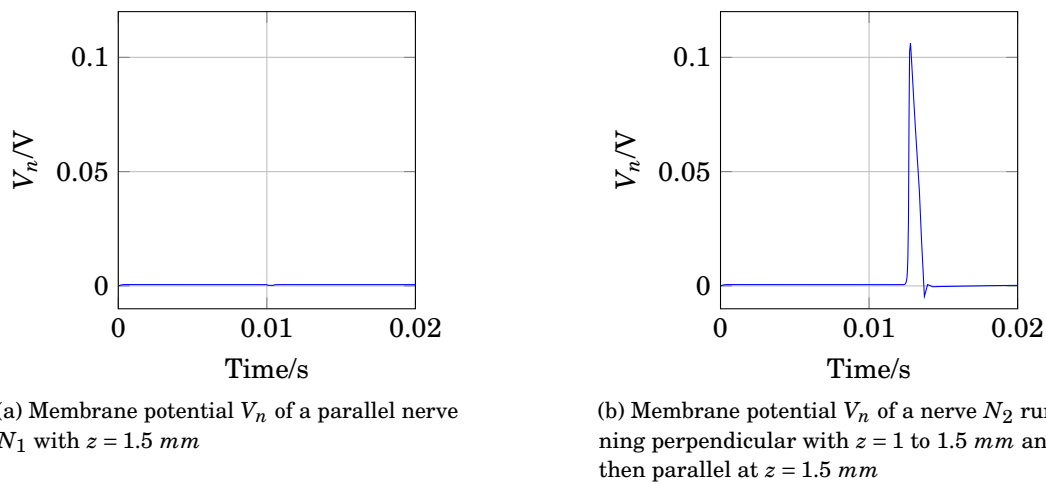 0.1
0.05
0
V_n/V
0 0.01 0.02
Time/s
(a) Membrane potential V_n of a parallel nerve
N_1 with z = 1.5 mm
0.1
0.05
0
V_n/V
0 0.01 0.02
Time/s
(b) Membrane potential V_n of a nerve N_2 run
ning perpendicular with z = 1 to 1.5 mm an
then parallel at z = 1.5 mm